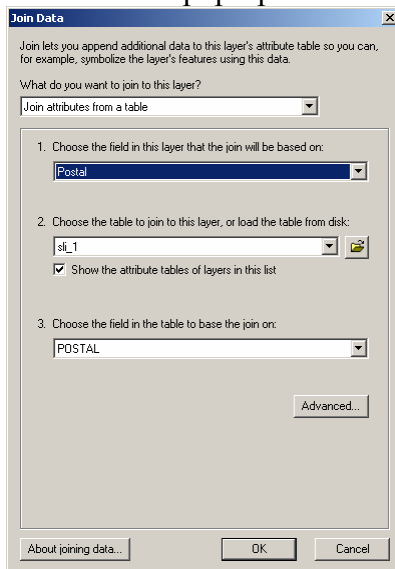 Join Data
Join lets you append additional data to this layer's attribute table so you can,
for example, symbolize the layer's features using this data.
What do you want to join to this layer?
Join attributes from a table
1. Choose the field in this layer that the join will be based on:
Postal
2. Choose the table to join to this layer, or load the table from disk:
sli_1
Show the attribute tables of layers in this list
3. Choose the field in the table to base the join on:
POSTAL
Advanced...
About joining data...
OK
Cancel